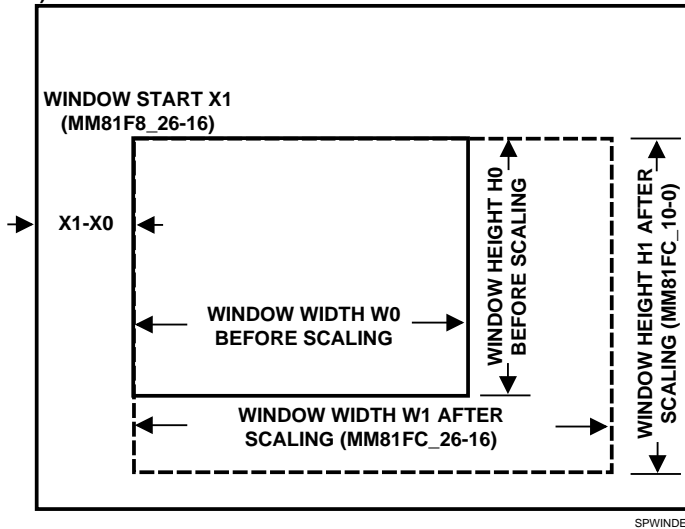 WINDOW START X1
(MM81F8_26-16)
X1-X0
WINDOW WIDTH W0
BEFORE SCALING
WINDOW HEIGHT H0
BEFORE SCALING
WINDOW WIDTH W1 AFTER
SCALING (MM81FC_26-16)
WINDOW HEIGHT H1 AFTER
SCALING (MM81FC_10-0)
SPWINDE